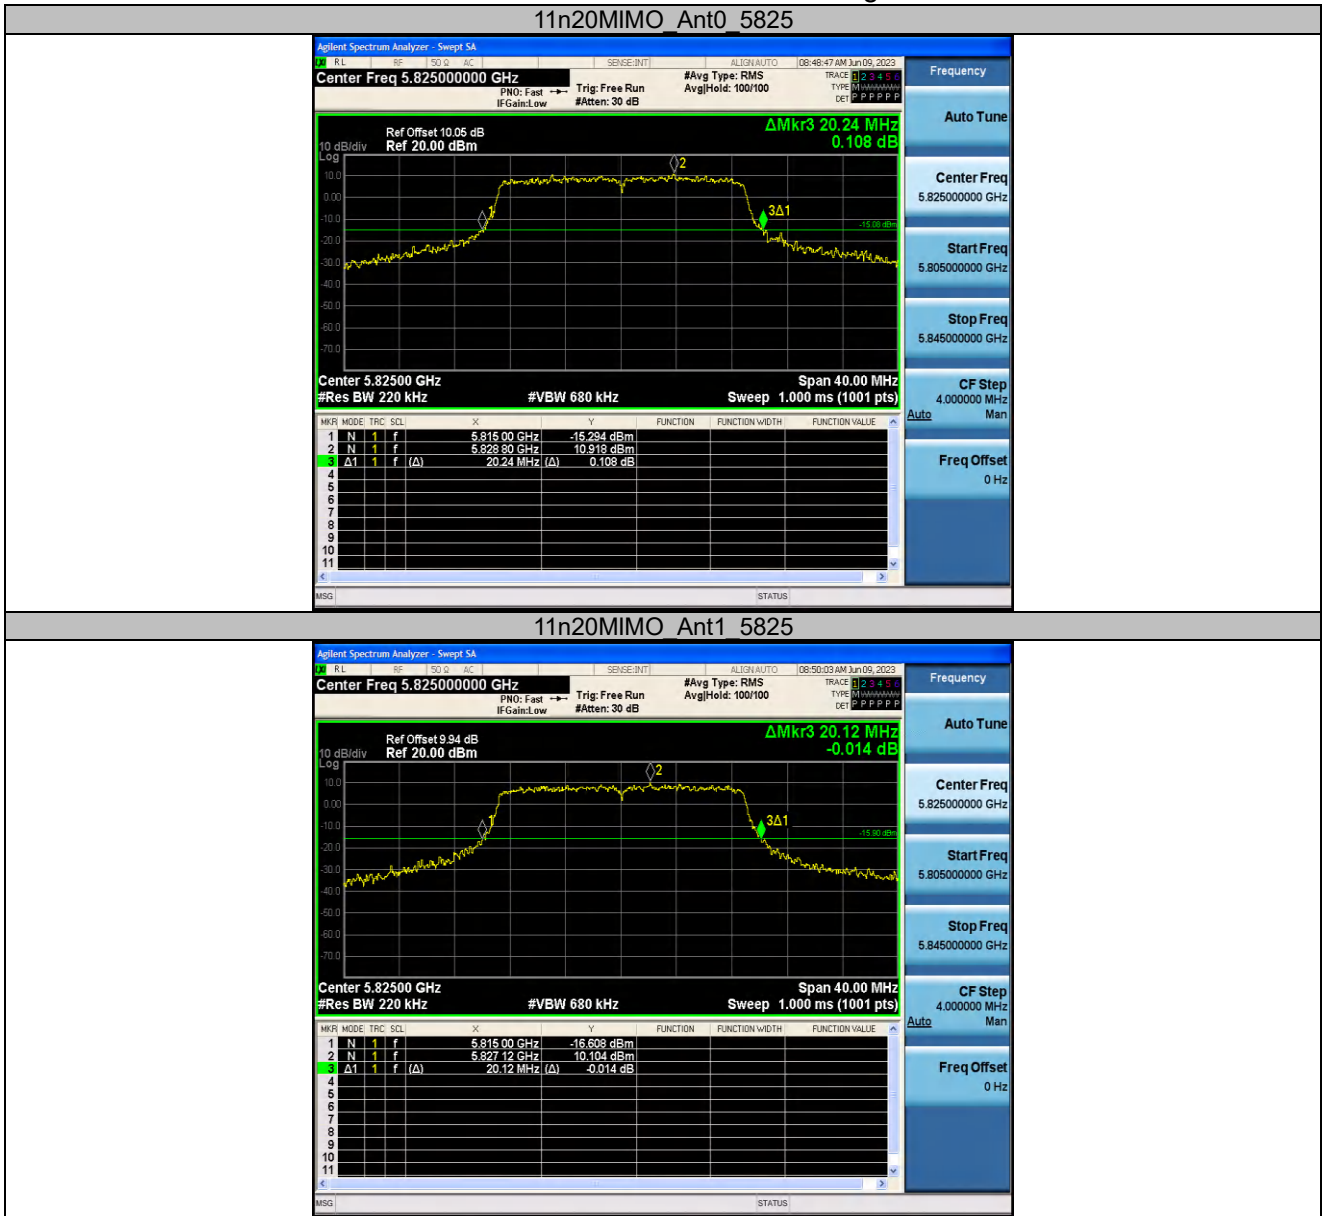 11n20MIMO_Ant0_5825
Agilent Spectrum Analyzer - Swept SA
RL RF 50 Ω AC SENSE:INT ALIGNAUTO 08:48:47 AM Jun 09, 2023
Center Freq 5.825000000 GHz
PNO: Fast
IFGain:Low
Trig: Free Run
#Atten: 30 dB
#Avg Type: RMS
Avg|Hold: 100/100
TRACE 1 2 3 4 5 6
TYPE M
DET P P P P P P
Ref Offset 10.05 dB
10 dB/div Ref 20.00 dBm
ΔMkr3 20.24 MHz
0.108 dB
Log
10.0
0.00
-10.0
-20.0
-30.0
-40.0
-50.0
-60.0
-70.0
1
2
3Δ1
-15.08 dBm
Center 5.82500 GHz Span 40.00 MHz
#Res BW 220 kHz #VBW 680 kHz Sweep 1.000 ms (1001 pts)
MKR MODE TRC SCL X Y FUNCTION FUNCTION WIDTH FUNCTION VALUE
1 N 1 f 5.815 00 GHz -15.294 dBm
2 N 1 f 5.828 80 GHz 10.918 dBm
3 Δ1 1 f (Δ) 20.24 MHz (Δ) 0.108 dB
4
5
6
7
8
9
10
11
MSG STATUS
Frequency
Auto Tune
Center Freq
5.825000000 GHz
Start Freq
5.805000000 GHz
Stop Freq
5.845000000 GHz
CF Step
4.000000 MHz
Auto Man
Freq Offset
0 Hz
11n20MIMO_Ant1_5825
Agilent Spectrum Analyzer - Swept SA
RL RF 50 Ω AC SENSE:INT ALIGNAUTO 08:50:03 AM Jun 09, 2023
Center Freq 5.825000000 GHz
PNO: Fast
IFGain:Low
Trig: Free Run
#Atten: 30 dB
#Avg Type: RMS
Avg|Hold: 100/100
TRACE 1 2 3 4 5 6
TYPE M
DET P P P P P P
Ref Offset 9.94 dB
10 dB/div Ref 20.00 dBm
ΔMkr3 20.12 MHz
-0.014 dB
Log
10.0
0.00
-10.0
-20.0
-30.0
-40.0
-50.0
-60.0
-70.0
1
2
3Δ1
-15.90 dBm
Center 5.82500 GHz Span 40.00 MHz
#Res BW 220 kHz #VBW 680 kHz Sweep 1.000 ms (1001 pts)
MKR MODE TRC SCL X Y FUNCTION FUNCTION WIDTH FUNCTION VALUE
1 N 1 f 5.815 00 GHz -16.608 dBm
2 N 1 f 5.827 12 GHz 10.104 dBm
3 Δ1 1 f (Δ) 20.12 MHz (Δ) -0.014 dB
4
5
6
7
8
9
10
11
MSG STATUS
Frequency
Auto Tune
Center Freq
5.825000000 GHz
Start Freq
5.805000000 GHz
Stop Freq
5.845000000 GHz
CF Step
4.000000 MHz
Auto Man
Freq Offset
0 Hz